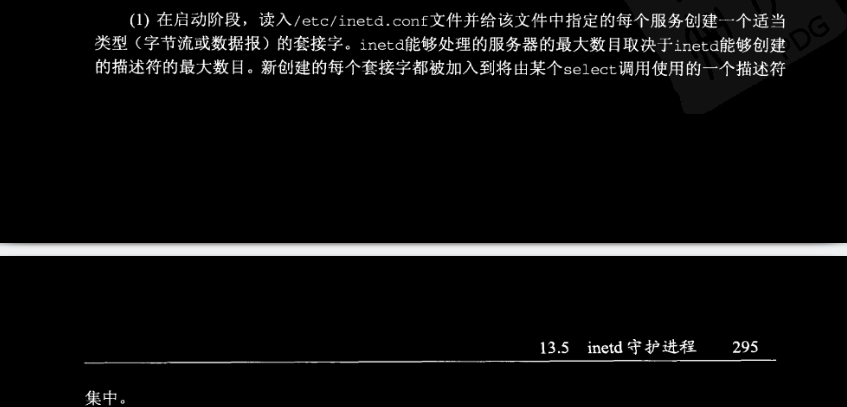 (1) 在启动阶段，读入/etc/inetd.conf文件并给该文件中指定的每个服务创建一个适当
类型（字节流或数据报）的套接字。inetd能够处理的服务器的最大数目取决于inetd能够创建
的描述符的最大数目。新创建的每个套接字都被加入到将由某个select调用使用的一个描述符
13.5 inetd 守护进程 295
集中。